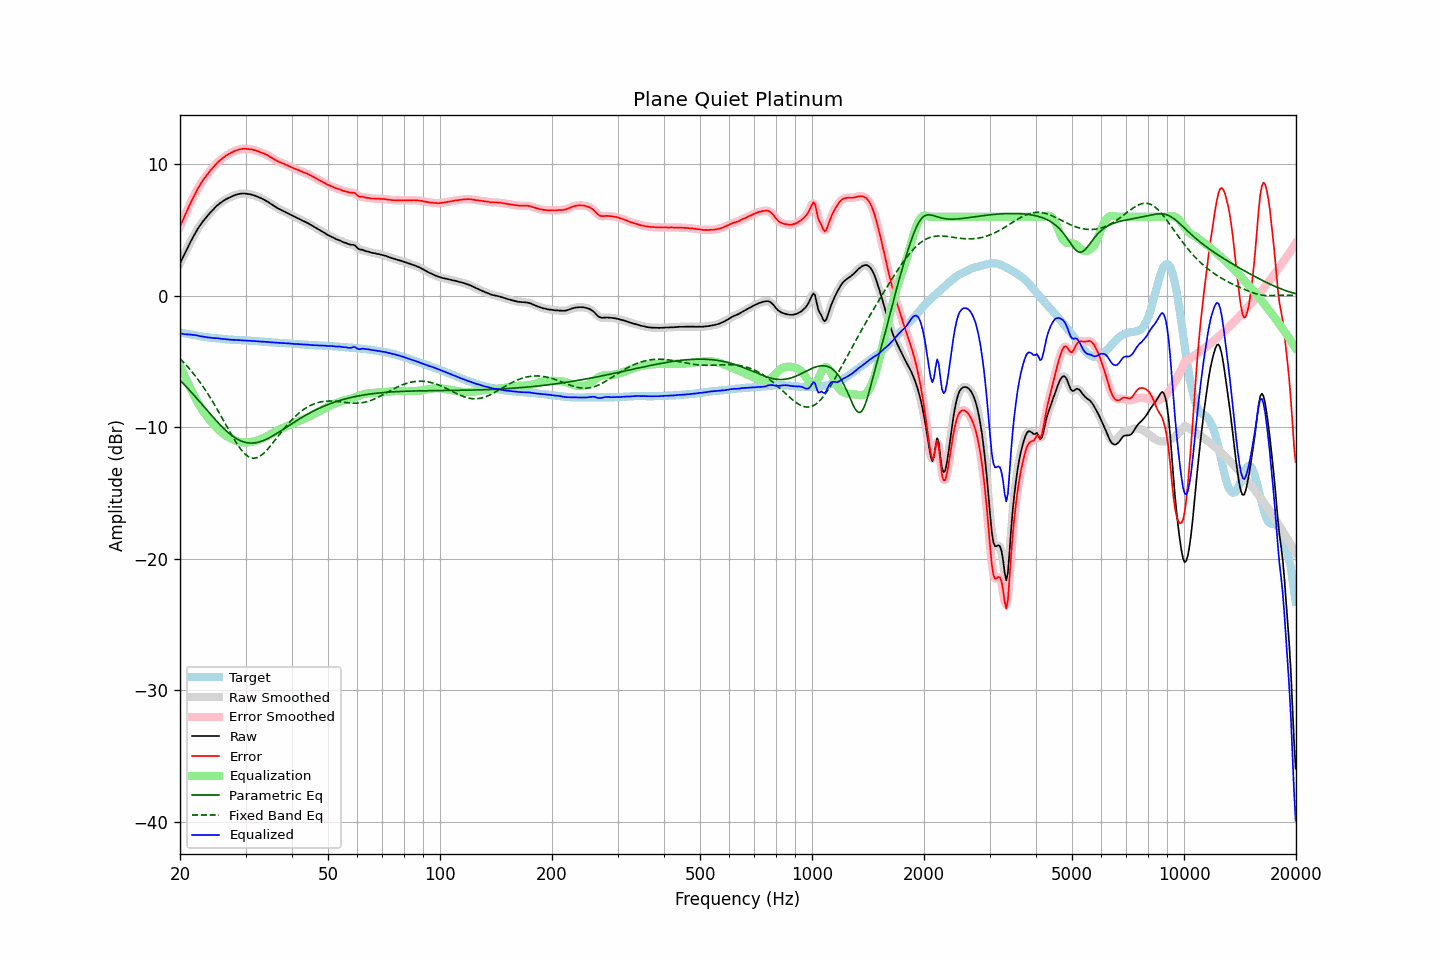 Plane Quiet Platinum
Amplitude (dBr)
10
0
−10
−20
−30
−40
Target
Raw Smoothed
Error Smoothed
Raw
Error
Equalization
Parametric Eq
Fixed Band Eq
Equalized
20 50 100 200 500 1000 2000 5000 10000 20000
Frequency (Hz)